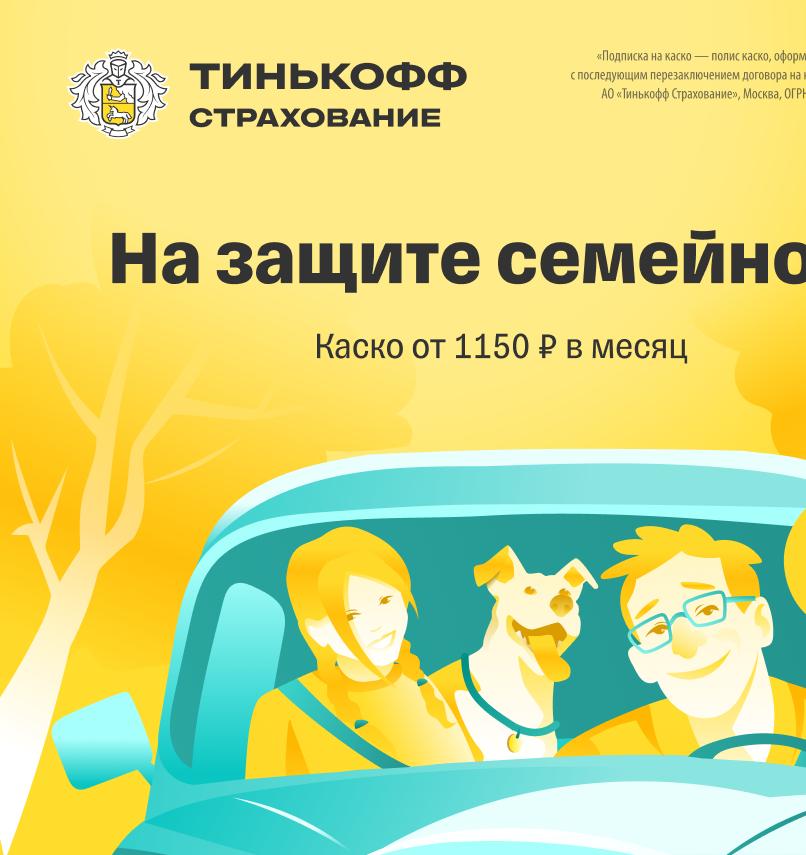 ТИНЬКОФФ
СТРАХОВАНИЕ
«Подписка на каско — полис каско, оформ
с последующим перезаключением договора на
АО «Тинькофф Страхование», Москва, ОГРН
На защите семейно
Каско от 1150 ₽ в месяц